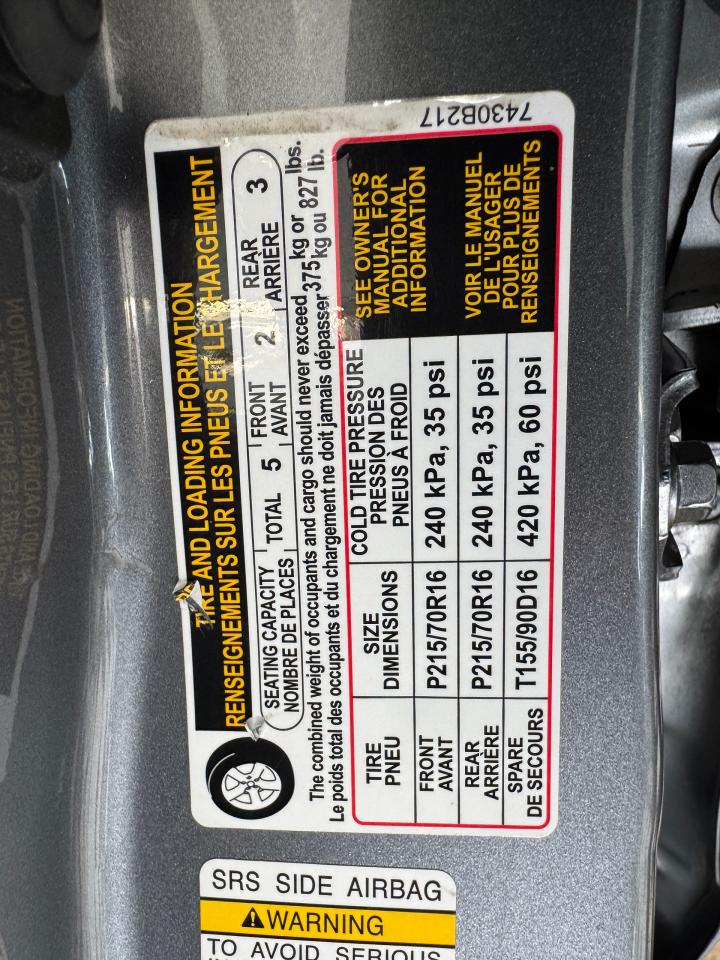 7430B217
TIRE AND LOADING INFORMATION
RENSEIGNEMENTS SUR LES PNEUS ET LE CHARGEMENT
SEATING CAPACITY
NOMBRE DE PLACES
TOTAL 5
FRONT
AVANT
2
REAR
ARRIÈRE
3
The combined weight of occupants and cargo should never exceed 375 kg or 827 lbs.
Le poids total des occupants et du chargement ne doit jamais dépasser 375 kg ou 827 lb.
TIRE
PNEU
SIZE
DIMENSIONS
COLD TIRE PRESSURE
PRESSION DES
PNEUS À FROID
FRONT
AVANT
P215/70R16
240 kPa, 35 psi
REAR
ARRIÈRE
P215/70R16
240 kPa, 35 psi
SPARE
DE SECOURS
T155/90D16
420 kPa, 60 psi
SEE OWNER'S
MANUAL FOR
ADDITIONAL
INFORMATION
VOIR LE MANUEL
DE L'USAGER
POUR PLUS DE
RENSEIGNEMENTS
SRS SIDE AIRBAG
WARNING
TO AVOID SERIOUS